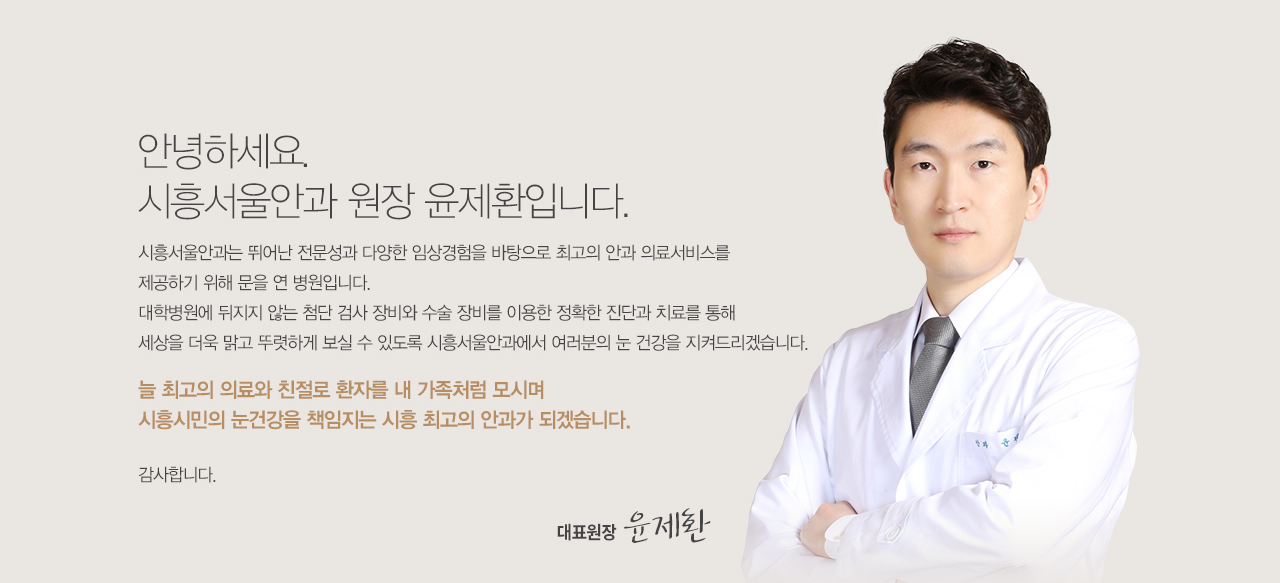 안녕하세요.
시흥서울안과 원장 윤제환입니다.
시흥서울안과는 뛰어난 전문성과 다양한 임상경험을 바탕으로 최고의 안과 의료서비스를
제공하기 위해 문을 연 병원입니다.
대학병원에 뒤지지 않는 첨단 검사 장비와 수술 장비를 이용한 정확한 진단과 치료를 통해
세상을 더욱 맑고 뚜렷하게 보실 수 있도록 시흥서울안과에서 여러분의 눈 건강을 지켜드리겠습니다.
늘 최고의 의료와 친절로 환자를 내 가족처럼 모시며
시흥시민의 눈건강을 책임지는 시흥 최고의 안과가 되겠습니다.
감사합니다.
대표원장 윤제환